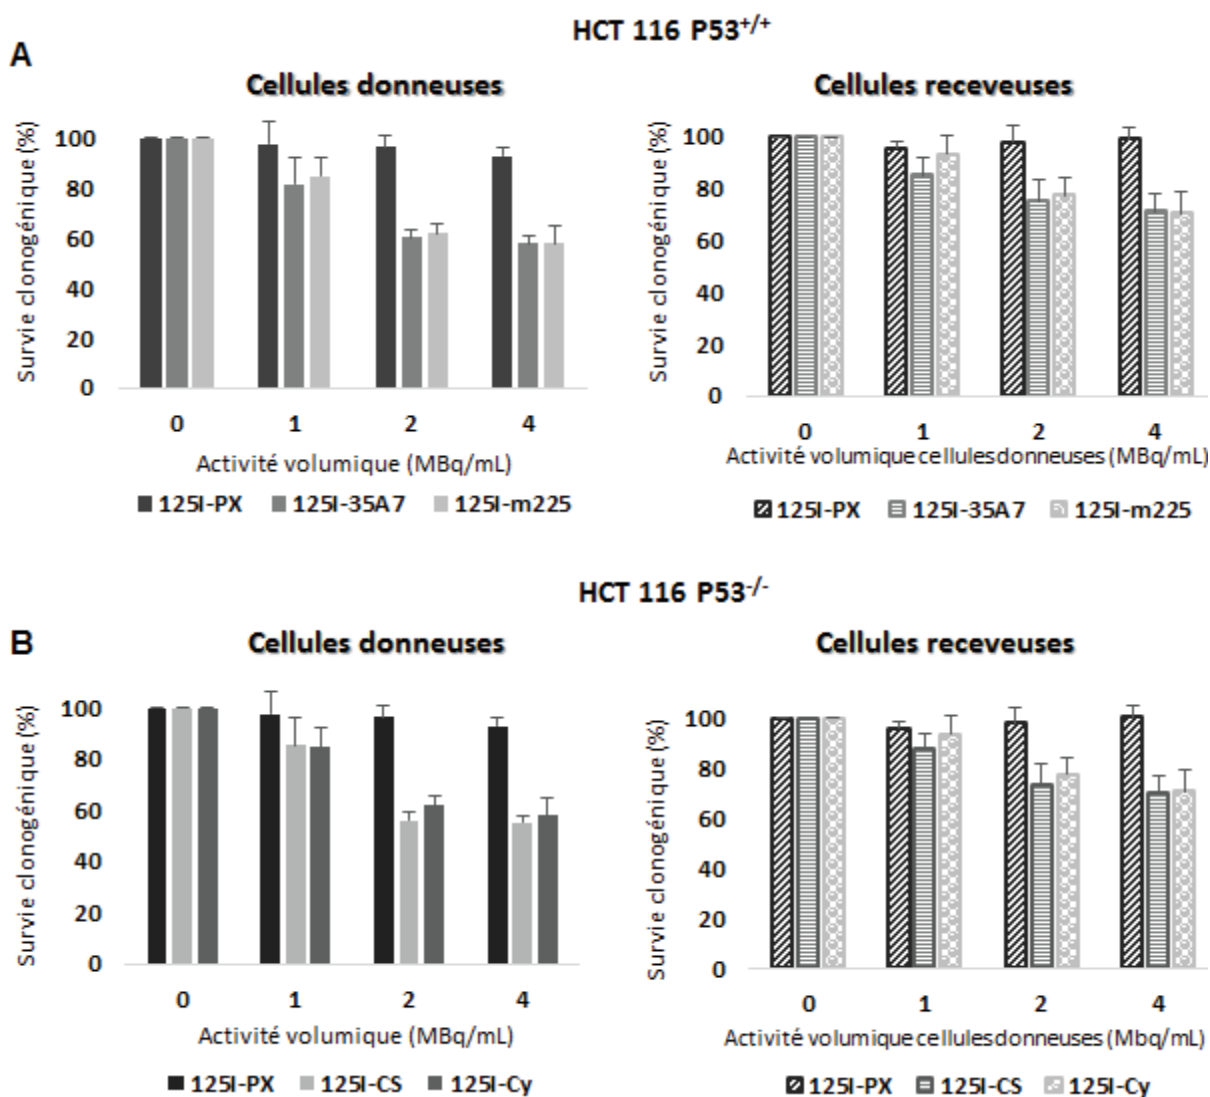 HCT 116 P53+/+
A
Cellules donneuses
Cellules receveuses
Survie clonogénique (%)
100
80
60
40
20
0
0 1 2 4
Activité volumique (MBq/mL)
125I-PX 125I-35A7 125I-m225
Survie clonogénique (%)
100
80
60
40
20
0
0 1 2 4
Activité volumique cellules donneuses (MBq/mL)
125I-PX 125I-35A7 125I-m225
HCT 116 P53-/-
B
Cellules donneuses
Cellules receveuses
Survie clonogénique (%)
100
80
60
40
20
0
0 1 2 4
Activité volumique (MBq/mL)
125I-PX 125I-CS 125I-Cy
Survie clonogénique (%)
100
80
60
40
20
0
0 1 2 4
Activité volumique cellules donneuses (Mbq/mL)
125I-PX 125I-CS 125I-Cy